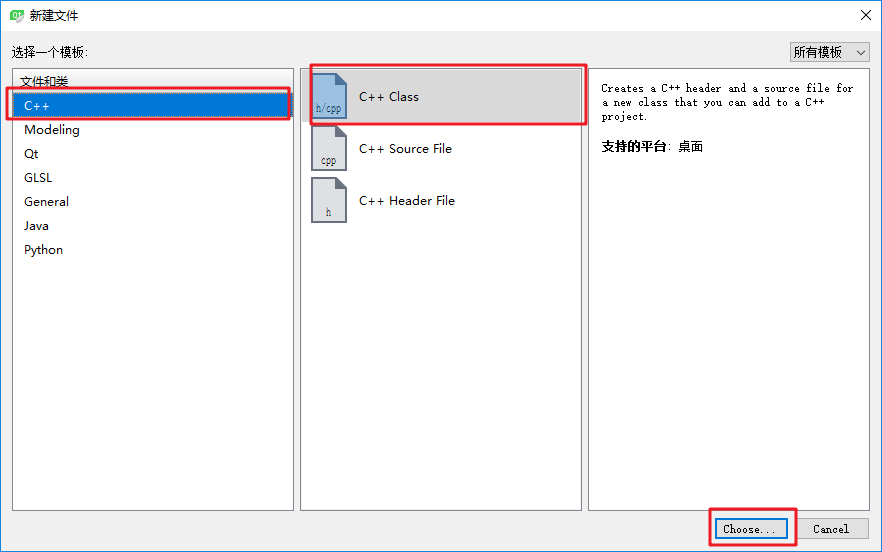 新建文件
选择一个模板:
所有模板
文件和类
C++
Modeling
Qt
GLSL
General
Java
Python
h/cpp
C++ Class
cpp
C++ Source File
h
C++ Header File
Creates a C++ header and a source file for
a new class that you can add to a C++
project.
支持的平台: 桌面
Choose...
Cancel